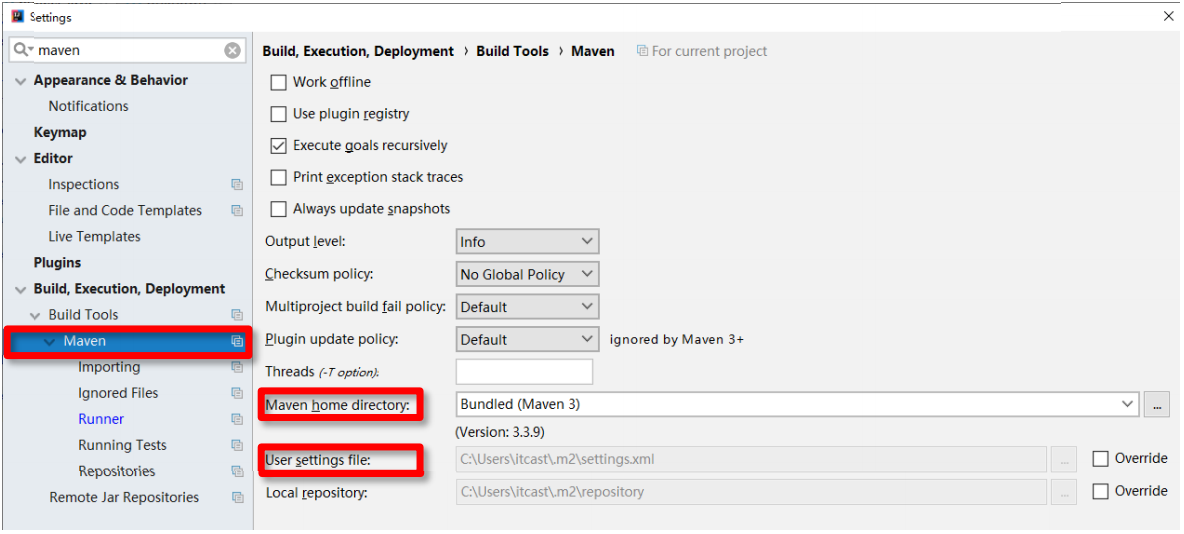 Settings
maven
Appearance & Behavior
Notifications
Keymap
Editor
Inspections
File and Code Templates
Live Templates
Plugins
Build, Execution, Deployment
Build Tools
Maven
Importing
Ignored Files
Runner
Running Tests
Repositories
Remote Jar Repositories
Build, Execution, Deployment › Build Tools › Maven For current project
Work offline
Use plugin registry
Execute goals recursively
Print exception stack traces
Always update snapshots
Output level: Info
Checksum policy: No Global Policy
Multiproject build fail policy: Default
Plugin update policy: Default ignored by Maven 3+
Threads (-T option):
Maven home directory: Bundled (Maven 3) ...
(Version: 3.3.9)
User settings file: C:\Users\itcast\.m2\settings.xml ... Override
Local repository: C:\Users\itcast\.m2\repository ... Override